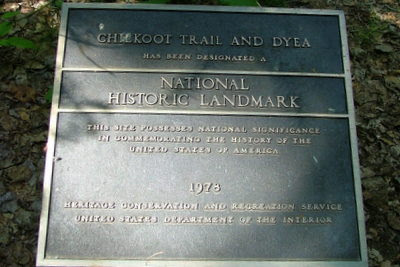 CHILKOOT TRAIL AND DYEA
HAS BEEN DESIGNATED A
NATIONAL
HISTORIC LANDMARK
THIS SITE POSSESSES NATIONAL SIGNIFICANCE
IN COMMEMORATING THE HISTORY OF THE
UNITED STATES OF AMERICA
1978
HERITAGE CONSERVATION AND RECREATION SERVICE
UNITED STATES DEPARTMENT OF THE INTERIOR